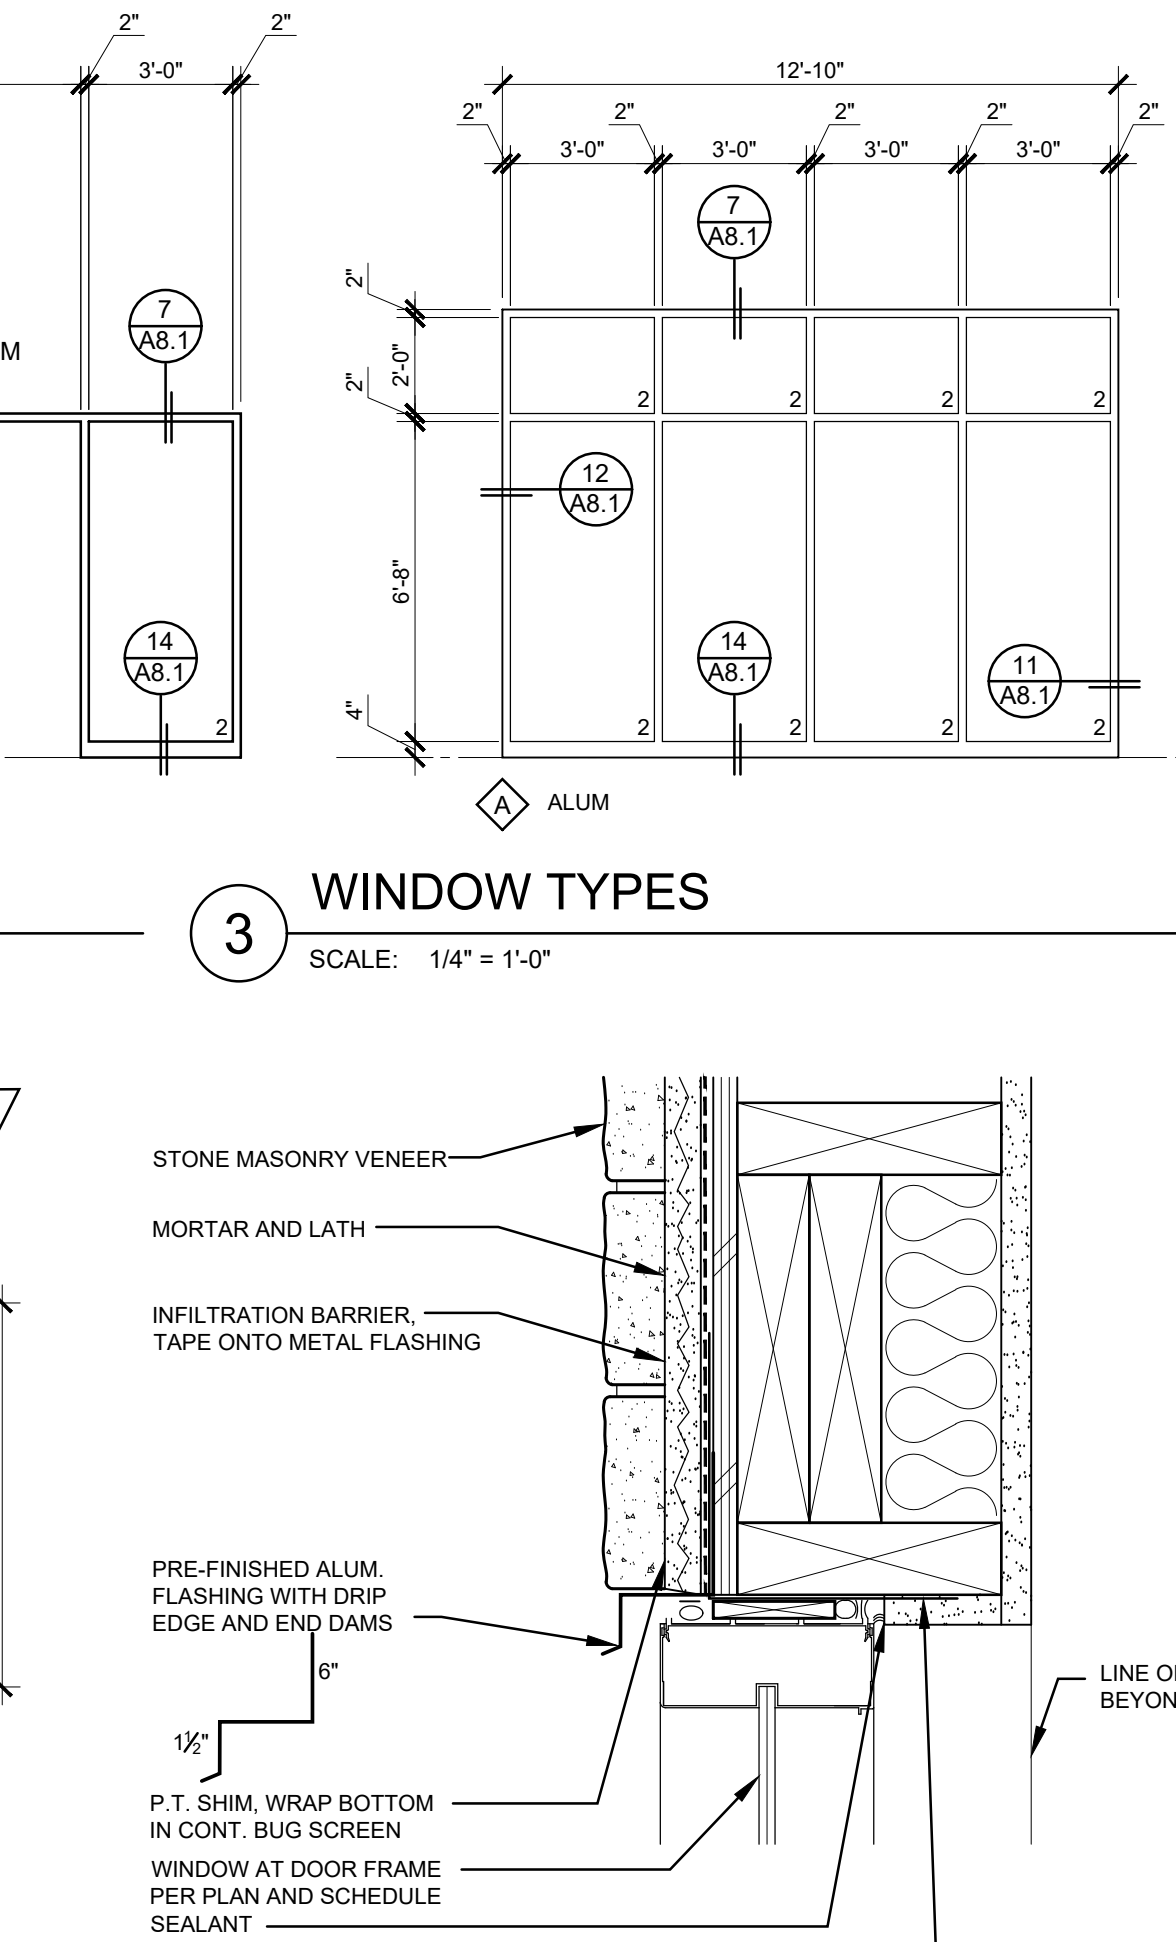 2"
2"
3'-0"
7
A8.1
M
14
A8.1
2
12'-10"
2"
2"
2"
2"
2"
3'-0"
3'-0"
3'-0"
3'-0"
7
A8.1
2"
2'-0"
2"
6'-8"
4"
2
2
2
2
12
A8.1
14
A8.1
11
A8.1
2
2
2
2
A
ALUM
3
WINDOW TYPES
SCALE: 1/4" = 1'-0"
STONE MASONRY VENEER
MORTAR AND LATH
INFILTRATION BARRIER,
TAPE ONTO METAL FLASHING
PRE-FINISHED ALUM.
FLASHING WITH DRIP
EDGE AND END DAMS
6"
1½"
P.T. SHIM, WRAP BOTTOM
IN CONT. BUG SCREEN
WINDOW AT DOOR FRAME
PER PLAN AND SCHEDULE
SEALANT
LINE
BEYON